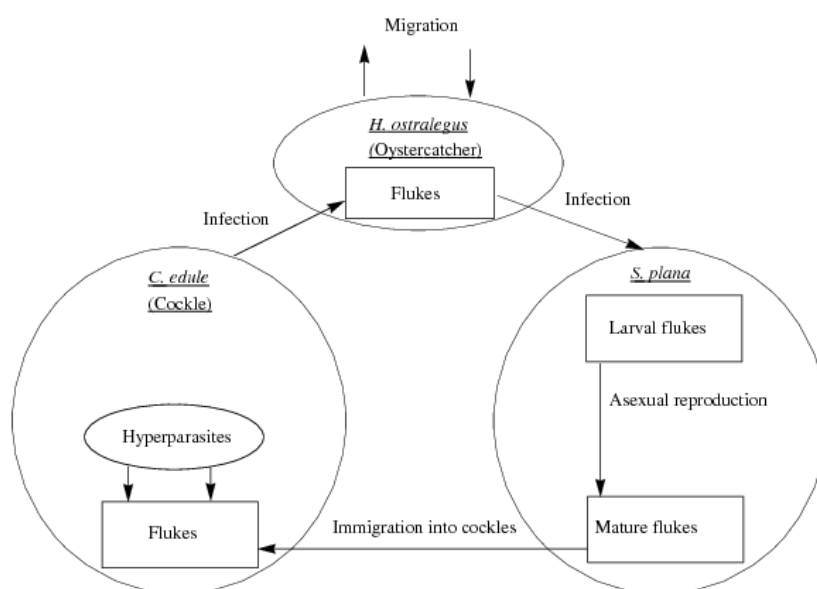 Migration
H. ostralegus
(Oystercatcher)
Flukes
Infection
Infection
C. edule
(Cockle)
S. plana
Larval flukes
Asexual reproduction
Hyperparasites
Flukes
Immigration into cockles
Mature flukes